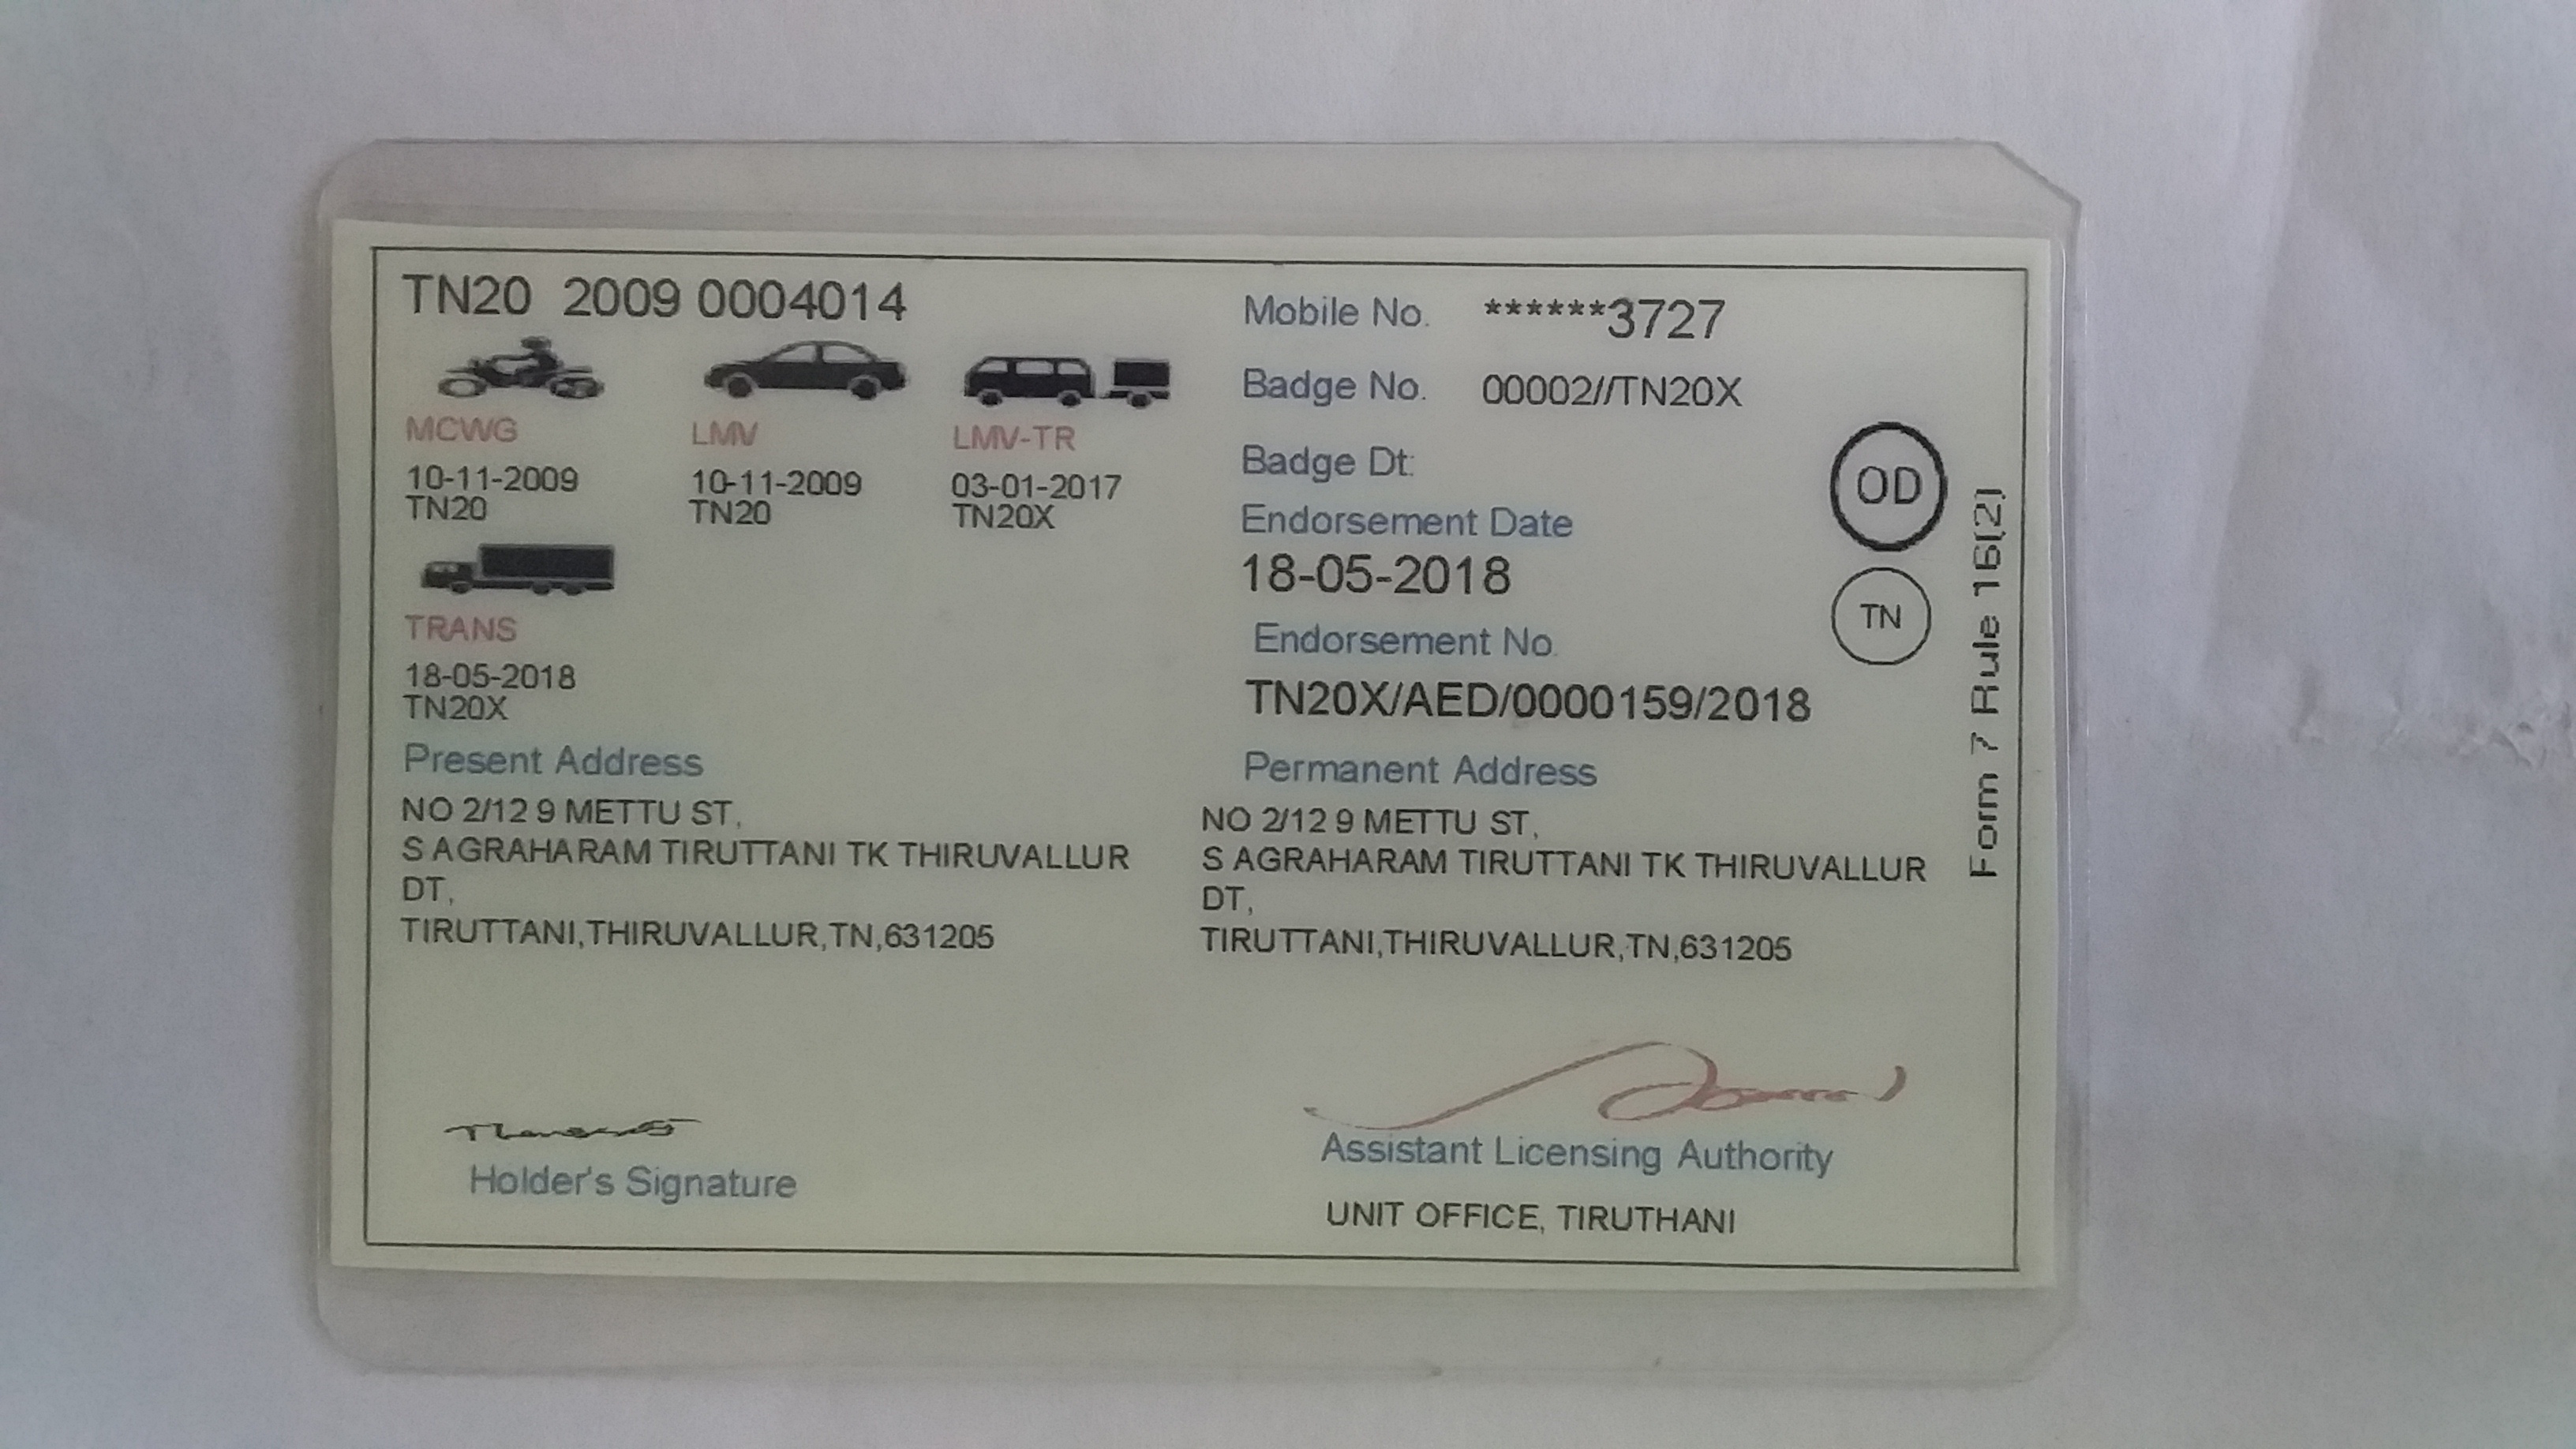 TN20 2009 0004014
MCWG
10-11-2009
TN20
LMV
10-11-2009
TN20
LMV-TR
03-01-2017
TN20X
TRANS
18-05-2018
TN20X
Mobile No. ******3727
Badge No. 00002//TN20X
Badge Dt:
Endorsement Date
18-05-2018
Endorsement No.
TN20X/AED/0000159/2018
OD
TN
Form 7 Rule 16(2)
Present Address
NO 2/12 9 METTU ST,
S AGRAHARAM TIRUTTANI TK THIRUVALLUR
DT,
TIRUTTANI,THIRUVALLUR,TN,631205
Permanent Address
NO 2/12 9 METTU ST,
S AGRAHARAM TIRUTTANI TK THIRUVALLUR
DT,
TIRUTTANI,THIRUVALLUR,TN,631205
Holder's Signature
Assistant Licensing Authority
UNIT OFFICE, TIRUTHANI